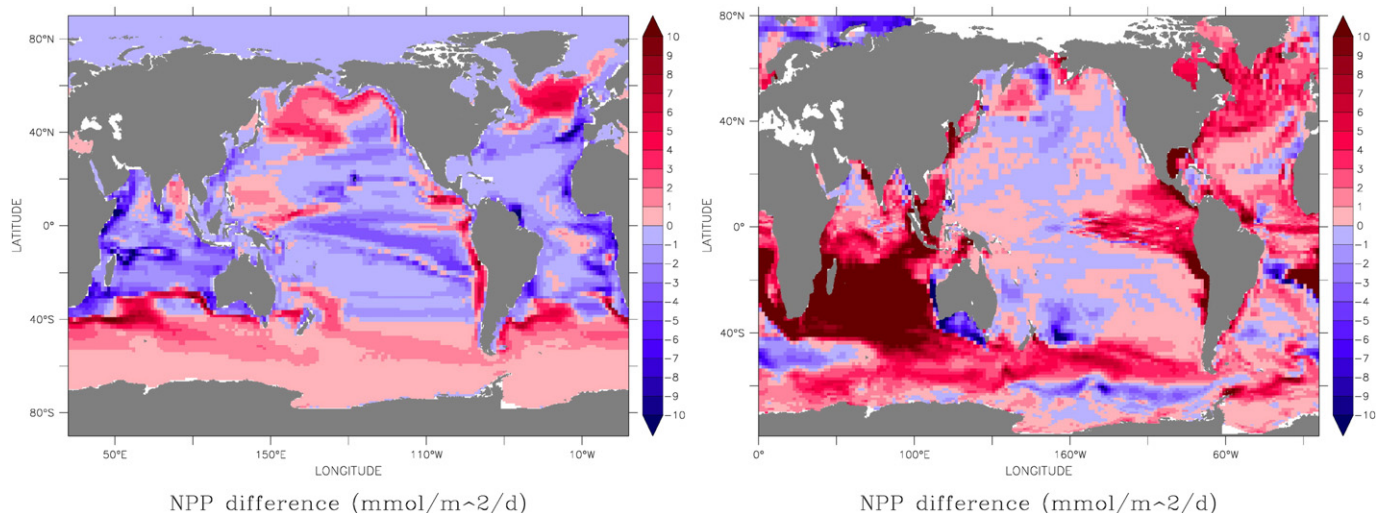 80°N
40°N
0°
40°S
80°S
LATITUDE
50°E
150°E
110°W
10°W
LONGITUDE
10
9
8
7
6
5
4
3
2
1
0
-1
-2
-3
-4
-5
-6
-7
-8
-9
-10
NPP difference (mmol/m^2/d)
80°N
40°N
0°
40°S
LATITUDE
0°
100°E
160°W
60°W
LONGITUDE
10
9
8
7
6
5
4
3
2
1
0
-1
-2
-3
-4
-5
-6
-7
-8
-9
-10
NPP difference (mmol/m^2/d)